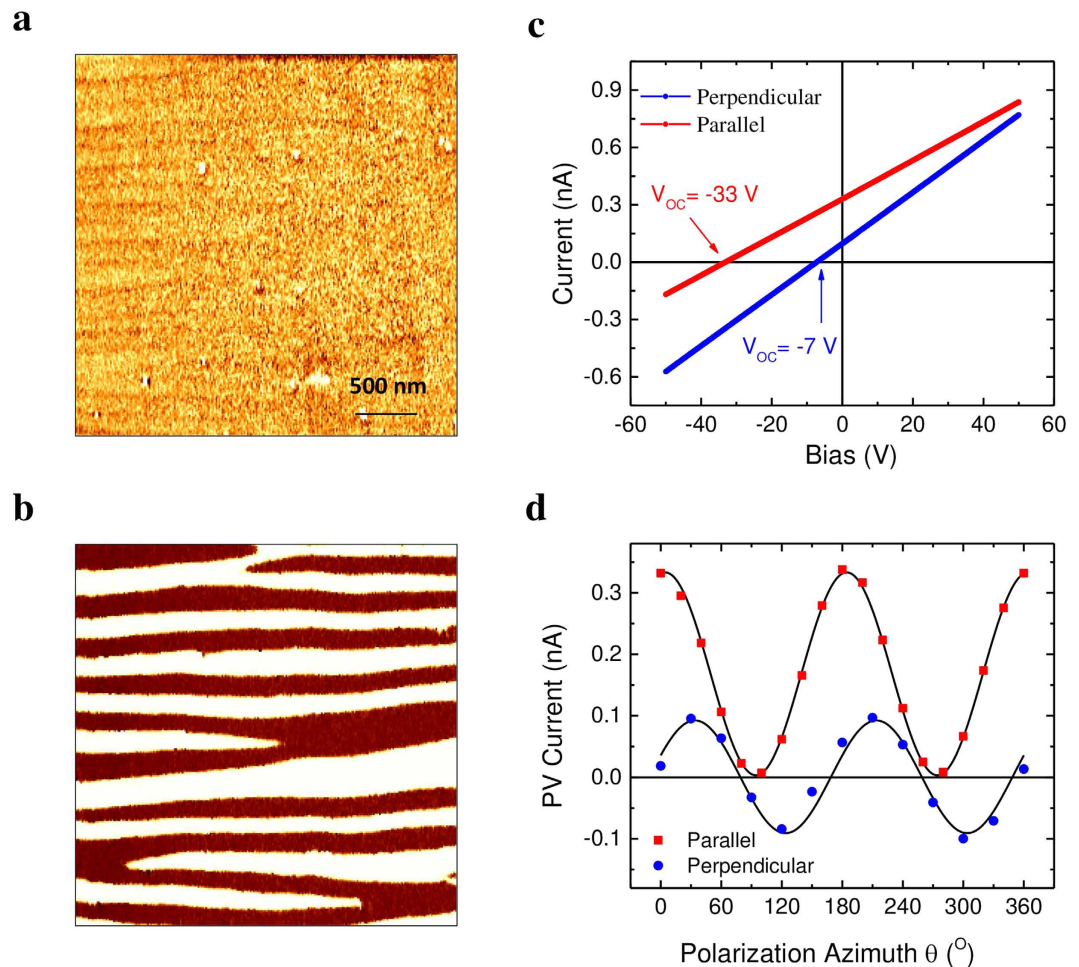 a
500 nm
b
c
Perpendicular
Parallel
V_OC= -33 V
V_OC= -7 V
Current (nA)
0.9
0.6
0.3
0.0
-0.3
-0.6
-60 -40 -20 0 20 40 60
Bias (V)
d
PV Current (nA)
0.3
0.2
0.1
0.0
-0.1
Parallel
Perpendicular
0 60 120 180 240 300 360
Polarization Azimuth θ (°)